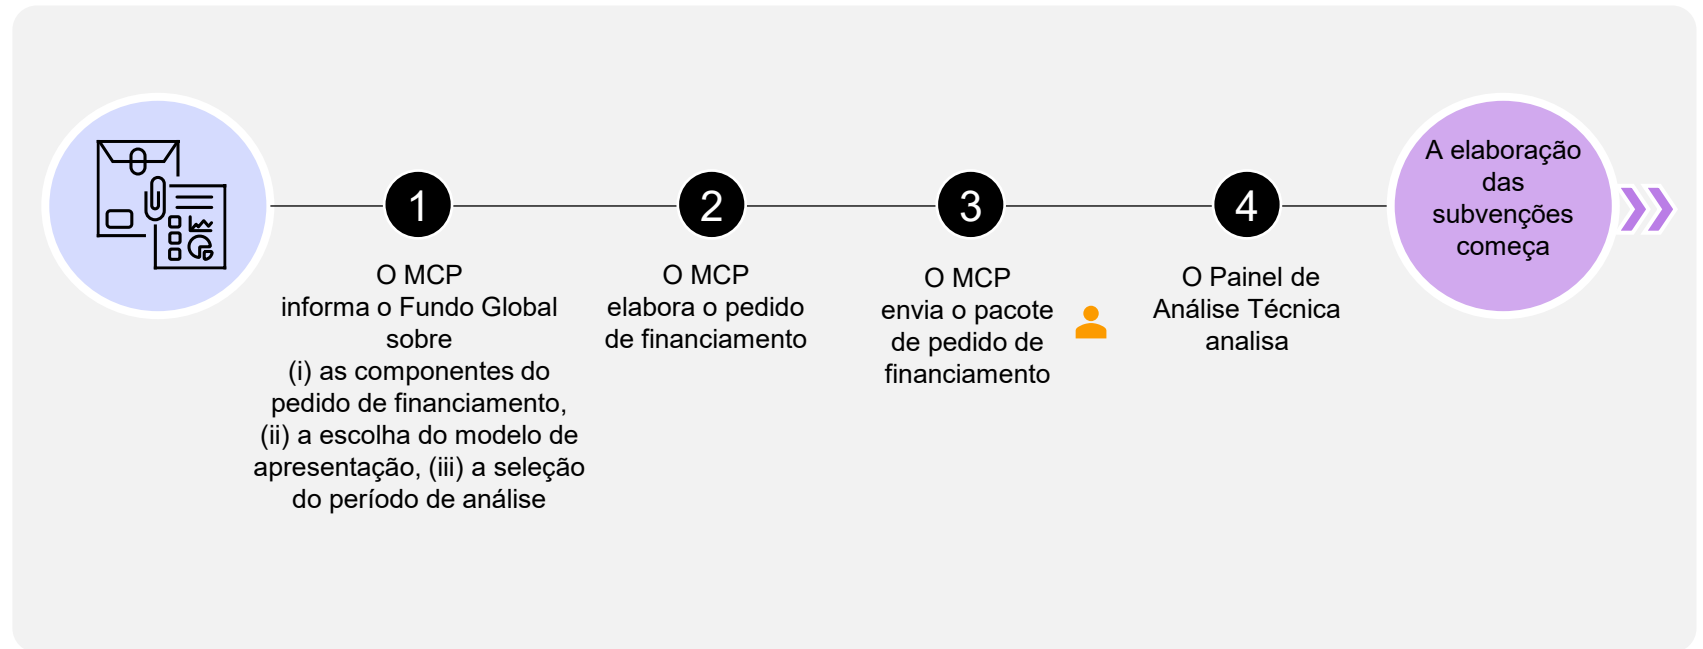 1
O MCP
informa o Fundo Global
sobre
(i) as componentes do
pedido de financiamento,
(ii) a escolha do modelo de
apresentação, (iii) a seleção
do período de análise
2
O MCP
elabora o pedido
de financiamento
3
O MCP
envia o pacote
de pedido de
financiamento
4
O Painel de
Análise Técnica
analisa
A elaboração
das
subvenções
começa